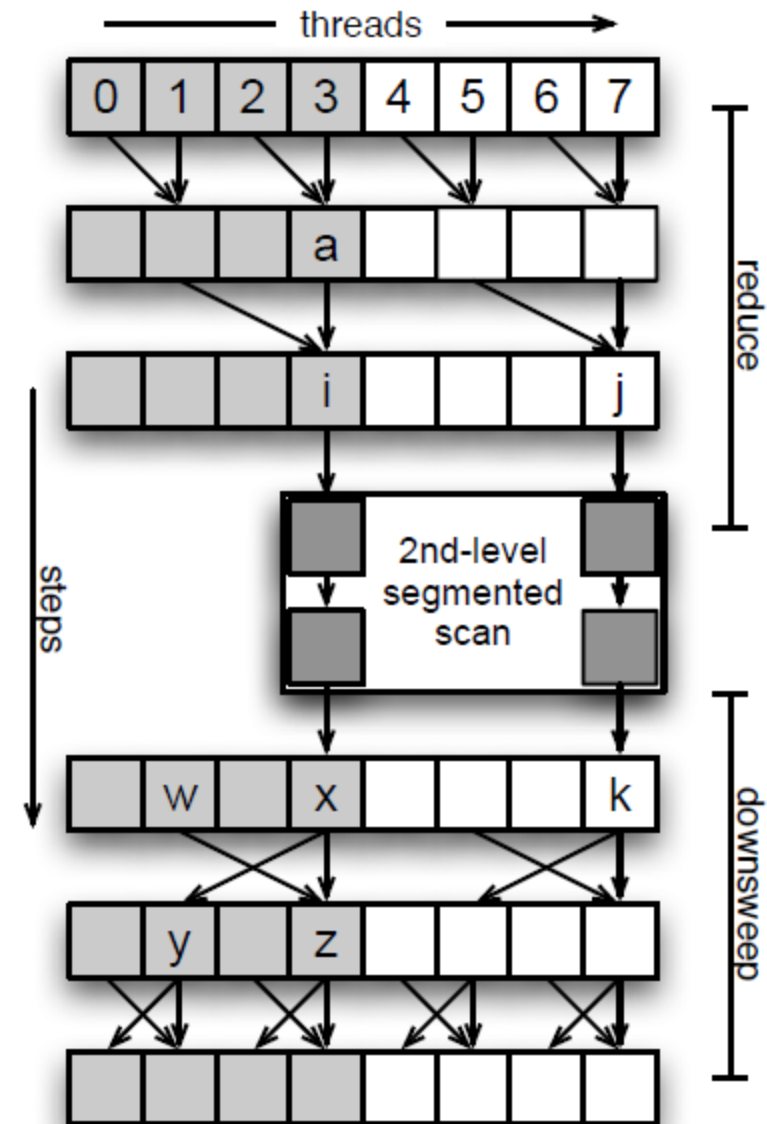 threads
0 1 2 3 4 5 6 7
a
reduce
i j
2nd-level
segmented
scan
steps
w x k
downsweep
y z